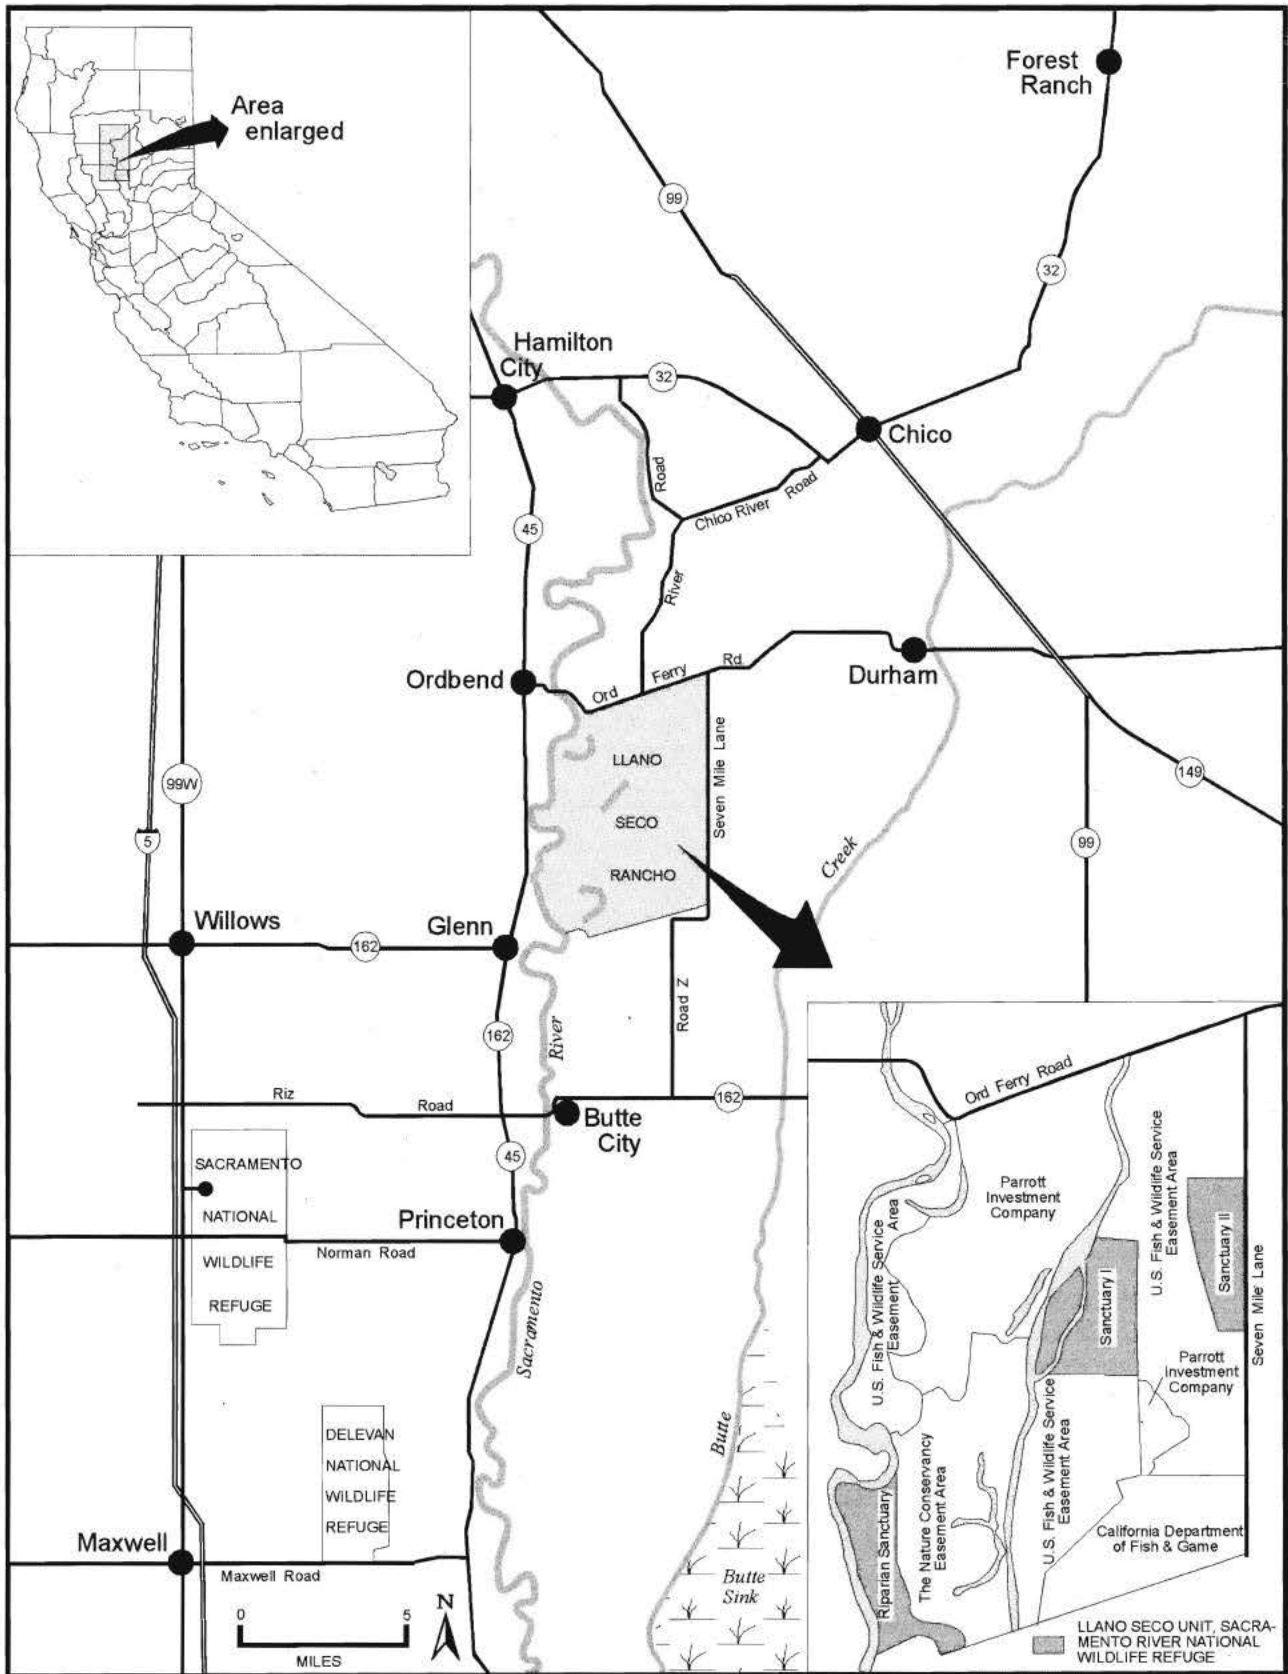 Area
enlarged
Forest
Ranch
99
32
Hamilton
City
32
Chico
Road
Chico River Road
45
River
Ordbend
Ord Ferry Rd.
Durham
LLANO
SECO
RANCHO
Seven Mile Lane
99W
5
149
99
Creek
Willows
162
Glenn
Road Z
162
River
Riz Road
Butte
City
162
SACRAMENTO
NATIONAL
WILDLIFE
REFUGE
45
Princeton
Norman Road
Sacramento
DELEVAN
NATIONAL
WILDLIFE
REFUGE
Butte
Butte
Sink
Maxwell
Maxwell Road
0 5
MILES
N
Ord Ferry Road
Parrott
Investment
Company
U.S. Fish & Wildlife Service
Easement Area
U.S. Fish & Wildlife Service
Easement Area
Sanctuary I
Sanctuary II
Seven Mile Lane
Parrott
Investment
Company
U.S. Fish & Wildlife Service
Easement Area
The Nature Conservancy
Easement Area
Riparian Sanctuary
California Department
of Fish & Game
LLANO SECO UNIT, SACRA-
MENTO RIVER NATIONAL
WILDLIFE REFUGE